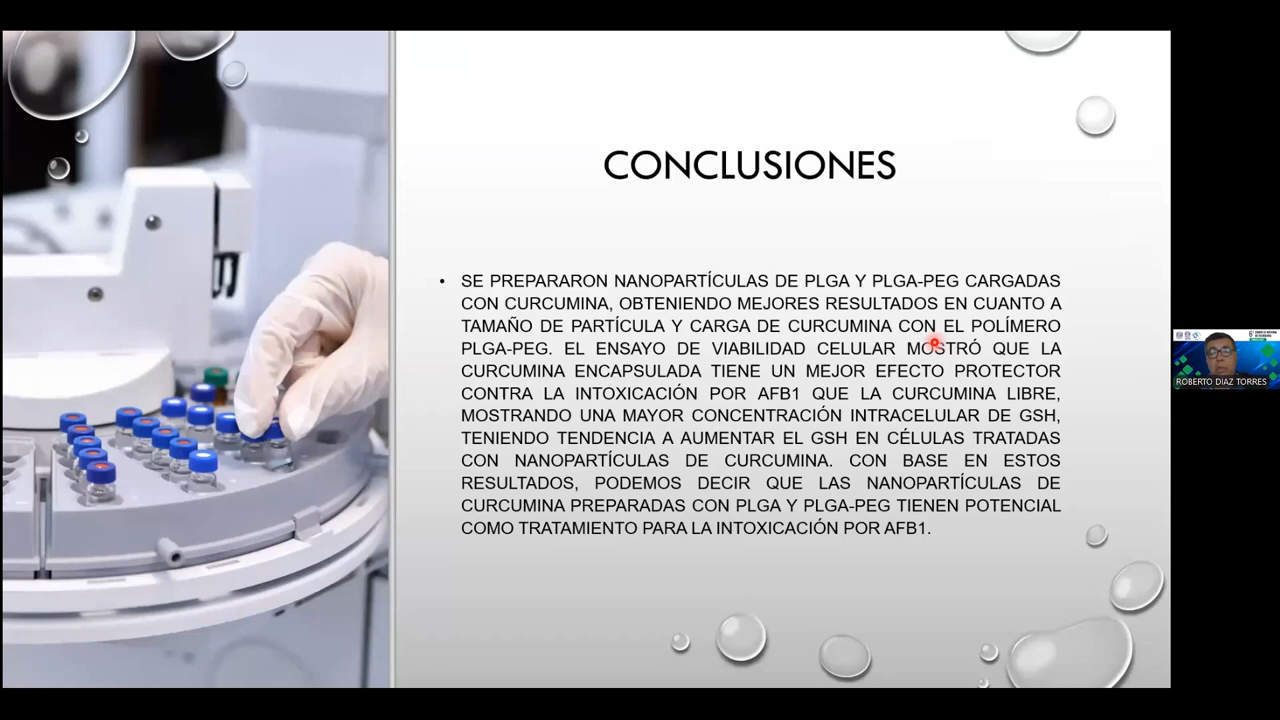 CONCLUSIONES
• SE PREPARARON NANOPARTÍCULAS DE PLGA Y PLGA-PEG CARGADAS
CON CURCUMINA, OBTENIENDO MEJORES RESULTADOS EN CUANTO A
TAMAÑO DE PARTÍCULA Y CARGA DE CURCUMINA CON EL POLÍMERO
PLGA-PEG. EL ENSAYO DE VIABILIDAD CELULAR MOSTRÓ QUE LA
CURCUMINA ENCAPSULADA TIENE UN MEJOR EFECTO PROTECTOR
CONTRA LA INTOXICACIÓN POR AFB1 QUE LA CURCUMINA LIBRE,
MOSTRANDO UNA MAYOR CONCENTRACIÓN INTRACELULAR DE GSH,
TENIENDO TENDENCIA A AUMENTAR EL GSH EN CÉLULAS TRATADAS
CON NANOPARTÍCULAS DE CURCUMINA. CON BASE EN ESTOS
RESULTADOS, PODEMOS DECIR QUE LAS NANOPARTÍCULAS DE
CURCUMINA PREPARADAS CON PLGA Y PLGA-PEG TIENEN POTENCIAL
COMO TRATAMIENTO PARA LA INTOXICACIÓN POR AFB1.
ROBERTO DIAZ TORRES